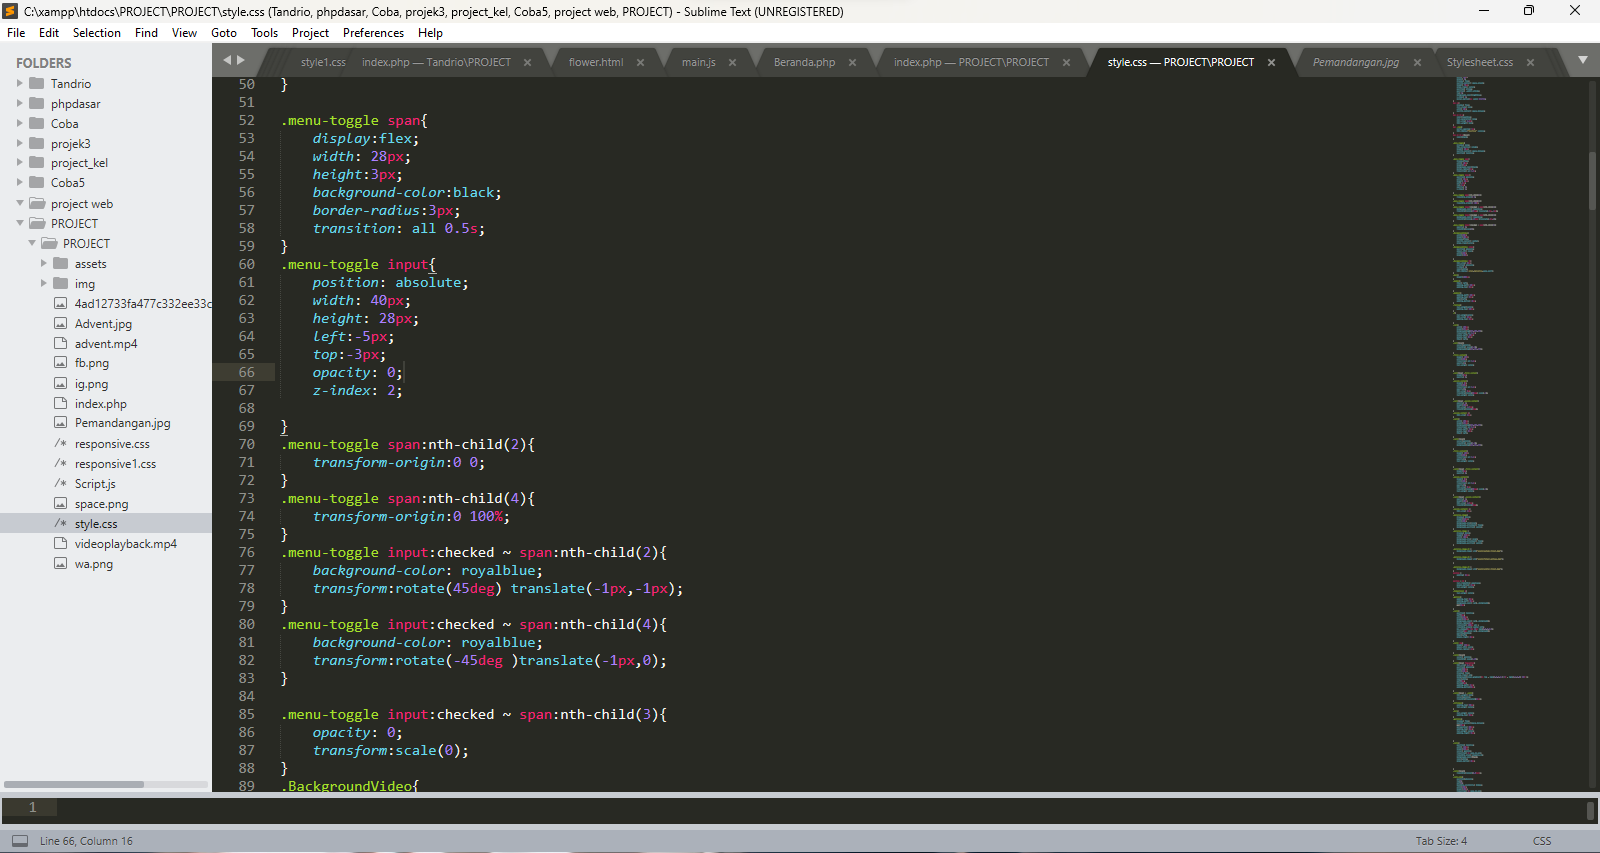 C:\xampp\htdocs\PROJECT\PROJECT\style.css (Tandrio, phpdasar, Coba, projek3, project_kel, Coba5, project web, PROJECT) - Sublime Text (UNREGISTERED)
File Edit Selection Find View Goto Tools Project Preferences Help
style1.css index.php — Tandrio\PROJECT flower.html main.js Beranda.php index.php — PROJECT\PROJECT style.css — PROJECT\PROJECT Pemandangan.jpg Stylesheet.css
FOLDERS
Tandrio
phpdasar
Coba
projek3
project_kel
Coba5
project web
PROJECT
PROJECT
assets
img
4ad12733fa477c332ee33c
Advent.jpg
advent.mp4
fb.png
ig.png
index.php
Pemandangan.jpg
/* responsive.css
/* responsive1.css
/* Script.js
space.png
/* style.css
videoplayback.mp4
wa.png
50 }
51
52 .menu-toggle span{
53 display:flex;
54 width: 28px;
55 height:3px;
56 background-color:black;
57 border-radius:3px;
58 transition: all 0.5s;
59 }
60 .menu-toggle input{
61 position: absolute;
62 width: 40px;
63 height: 28px;
64 left:-5px;
65 top:-3px;
66 opacity: 0;
67 z-index: 2;
68
69 }
70 .menu-toggle span:nth-child(2){
71 transform-origin:0 0;
72 }
73 .menu-toggle span:nth-child(4){
74 transform-origin:0 100%;
75 }
76 .menu-toggle input:checked ~ span:nth-child(2){
77 background-color: royalblue;
78 transform:rotate(45deg) translate(-1px,-1px);
79 }
80 .menu-toggle input:checked ~ span:nth-child(4){
81 background-color: royalblue;
82 transform:rotate(-45deg )translate(-1px,0);
83 }
84
85 .menu-toggle input:checked ~ span:nth-child(3){
86 opacity: 0;
87 transform:scale(0);
88 }
89 .BackgroundVideo{
1
Line 66, Column 16 Tab Size: 4 CSS